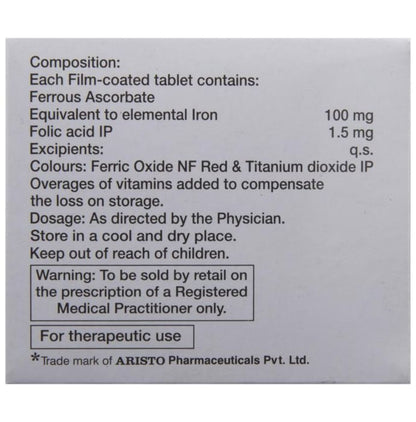 Composition:
Each Film-coated tablet contains:
Ferrous Ascorbate
Equivalent to elemental Iron 100 mg
Folic acid IP 1.5 mg
Excipients: q.s.
Colours: Ferric Oxide NF Red & Titanium dioxide IP
Overages of vitamins added to compensate
the loss on storage.
Dosage: As directed by the Physician.
Store in a cool and dry place.
Keep out of reach of children.
Warning: To be sold by retail on
the prescription of a Registered
Medical Practitioner only.
For therapeutic use
*Trade mark of ARISTO Pharmaceuticals Pvt. Ltd.